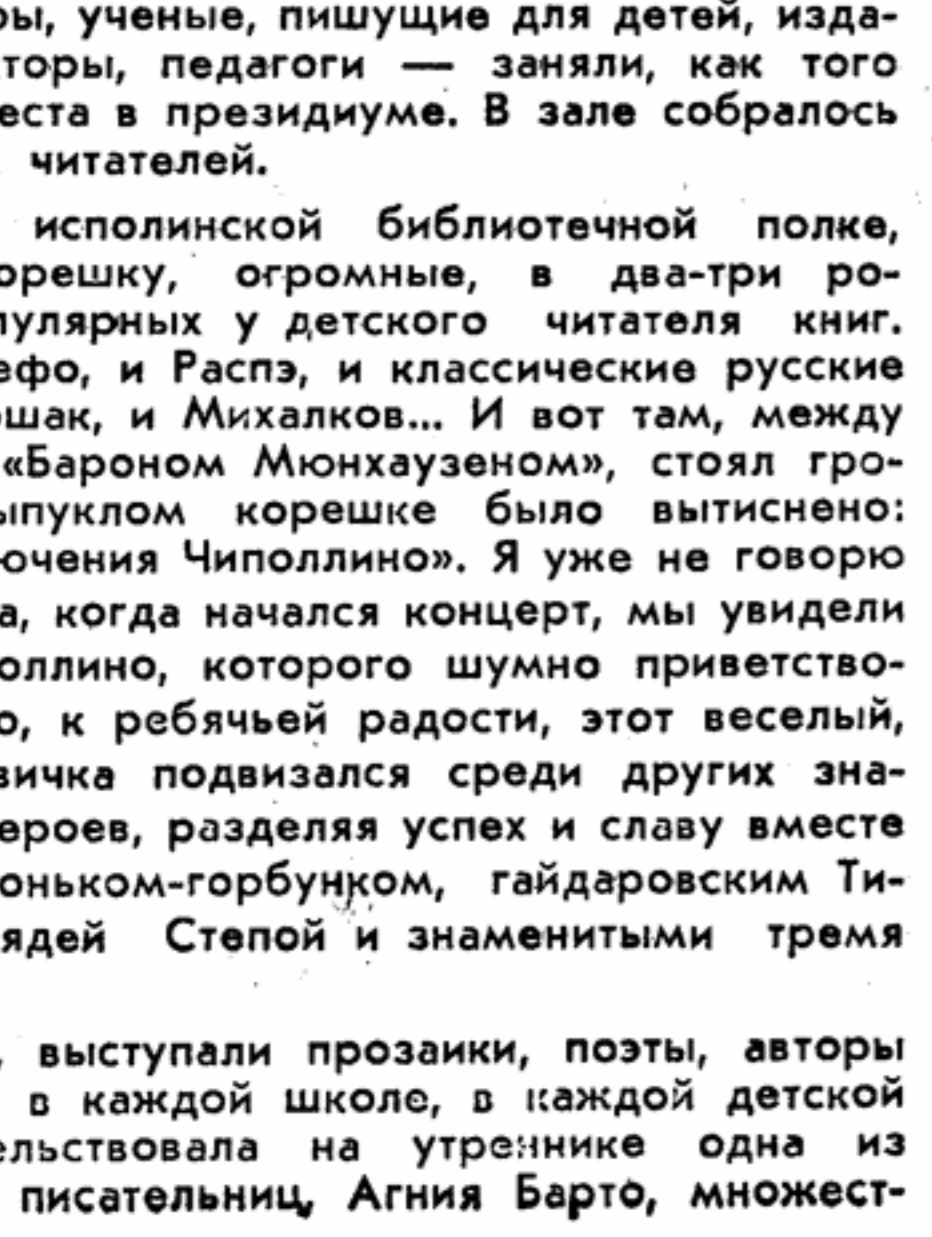 ры, ученые, пишущие для детей, изда-
торы, педагоги — заняли, как того
еста в президиуме. В зале собралось
читателей.
исполинской библиотечной полке,
орешку, огромные, в два-три ро-
пулярных у детского читателя книг.
ефо, и Распэ, и классические русские
шак, и Михалков... И вот там, между
«Бароном Мюнхаузеном», стоял гро-
ыпуклом корешке было вытиснено:
ючения Чиполлино». Я уже не говорю
а, когда начался концерт, мы увидели
оллино, которого шумно приветство-
о, к ребячьей радости, этот веселый,
вичка подвизался среди других зна-
ероев, разделяя успех и славу вместе
оньком-горбунком, гайдаровским Ти-
ядей Степой и знаменитыми тремя
, выступали прозаики, поэты, авторы
в каждой школе, в каждой детской
ельствовала на утреннике одна из
писательниц, Агния Барто, множест-